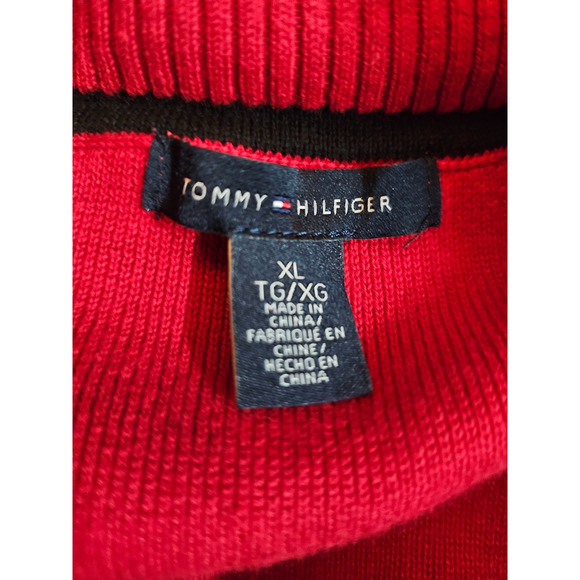 TOMMY HILFIGER
XL
TG/XG
MADE IN
CHINA/
FABRIQUÉ EN
CHINE/
HECHO EN
CHINA